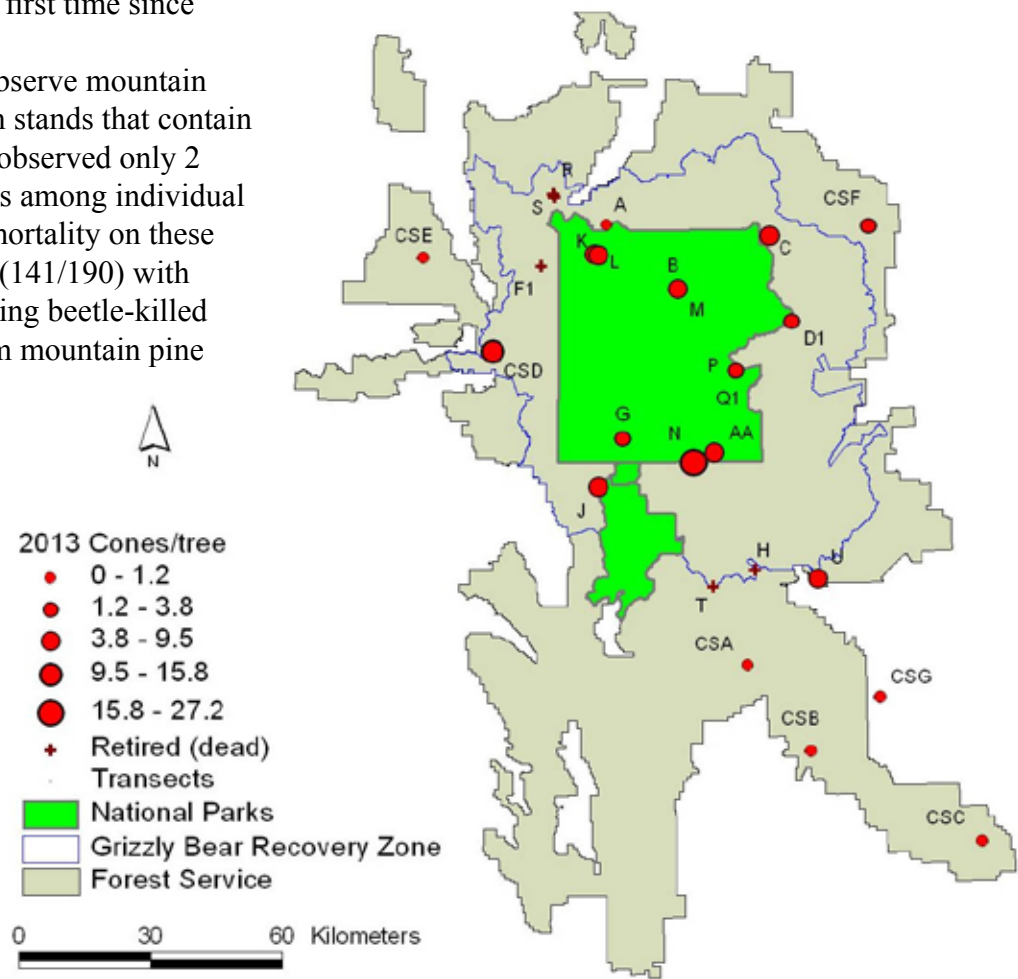 first time since
bserve mountain
n stands that contain
observed only 2
s among individual
nortality on these
(141/190) with
ing beetle-killed
m mountain pine
N
R
S
A
CSF
CSE
K
L
C
B
F1
M
D1
CSD
P
Q1
G
N
AA
J
H
U
T
CSA
CSG
CSB
CSC
2013 Cones/tree
0 - 1.2
1.2 - 3.8
3.8 - 9.5
9.5 - 15.8
15.8 - 27.2
Retired (dead)
Transects
National Parks
Grizzly Bear Recovery Zone
Forest Service
0 30 60 Kilometers